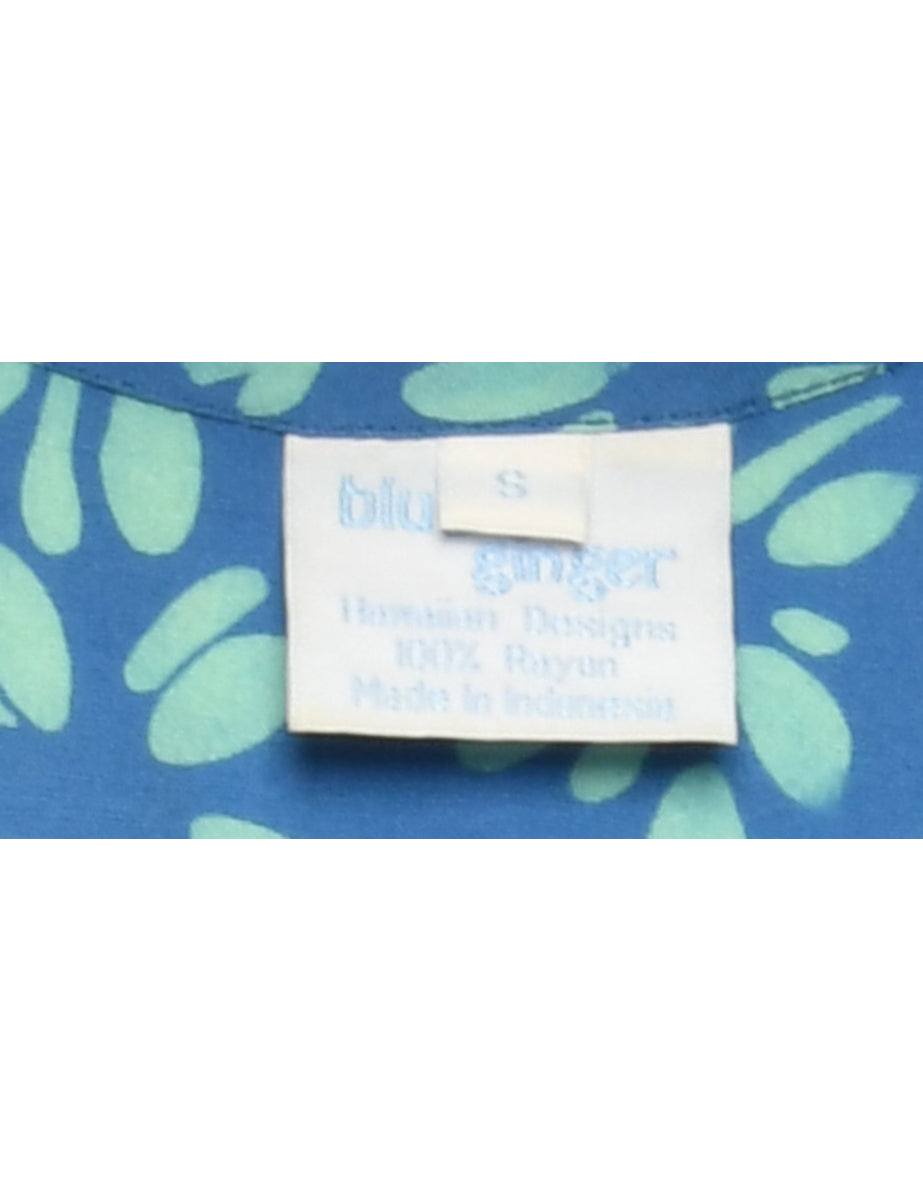 S
blu
ginger
Hawaiian Designs
100% Rayon
Made In Indonesia